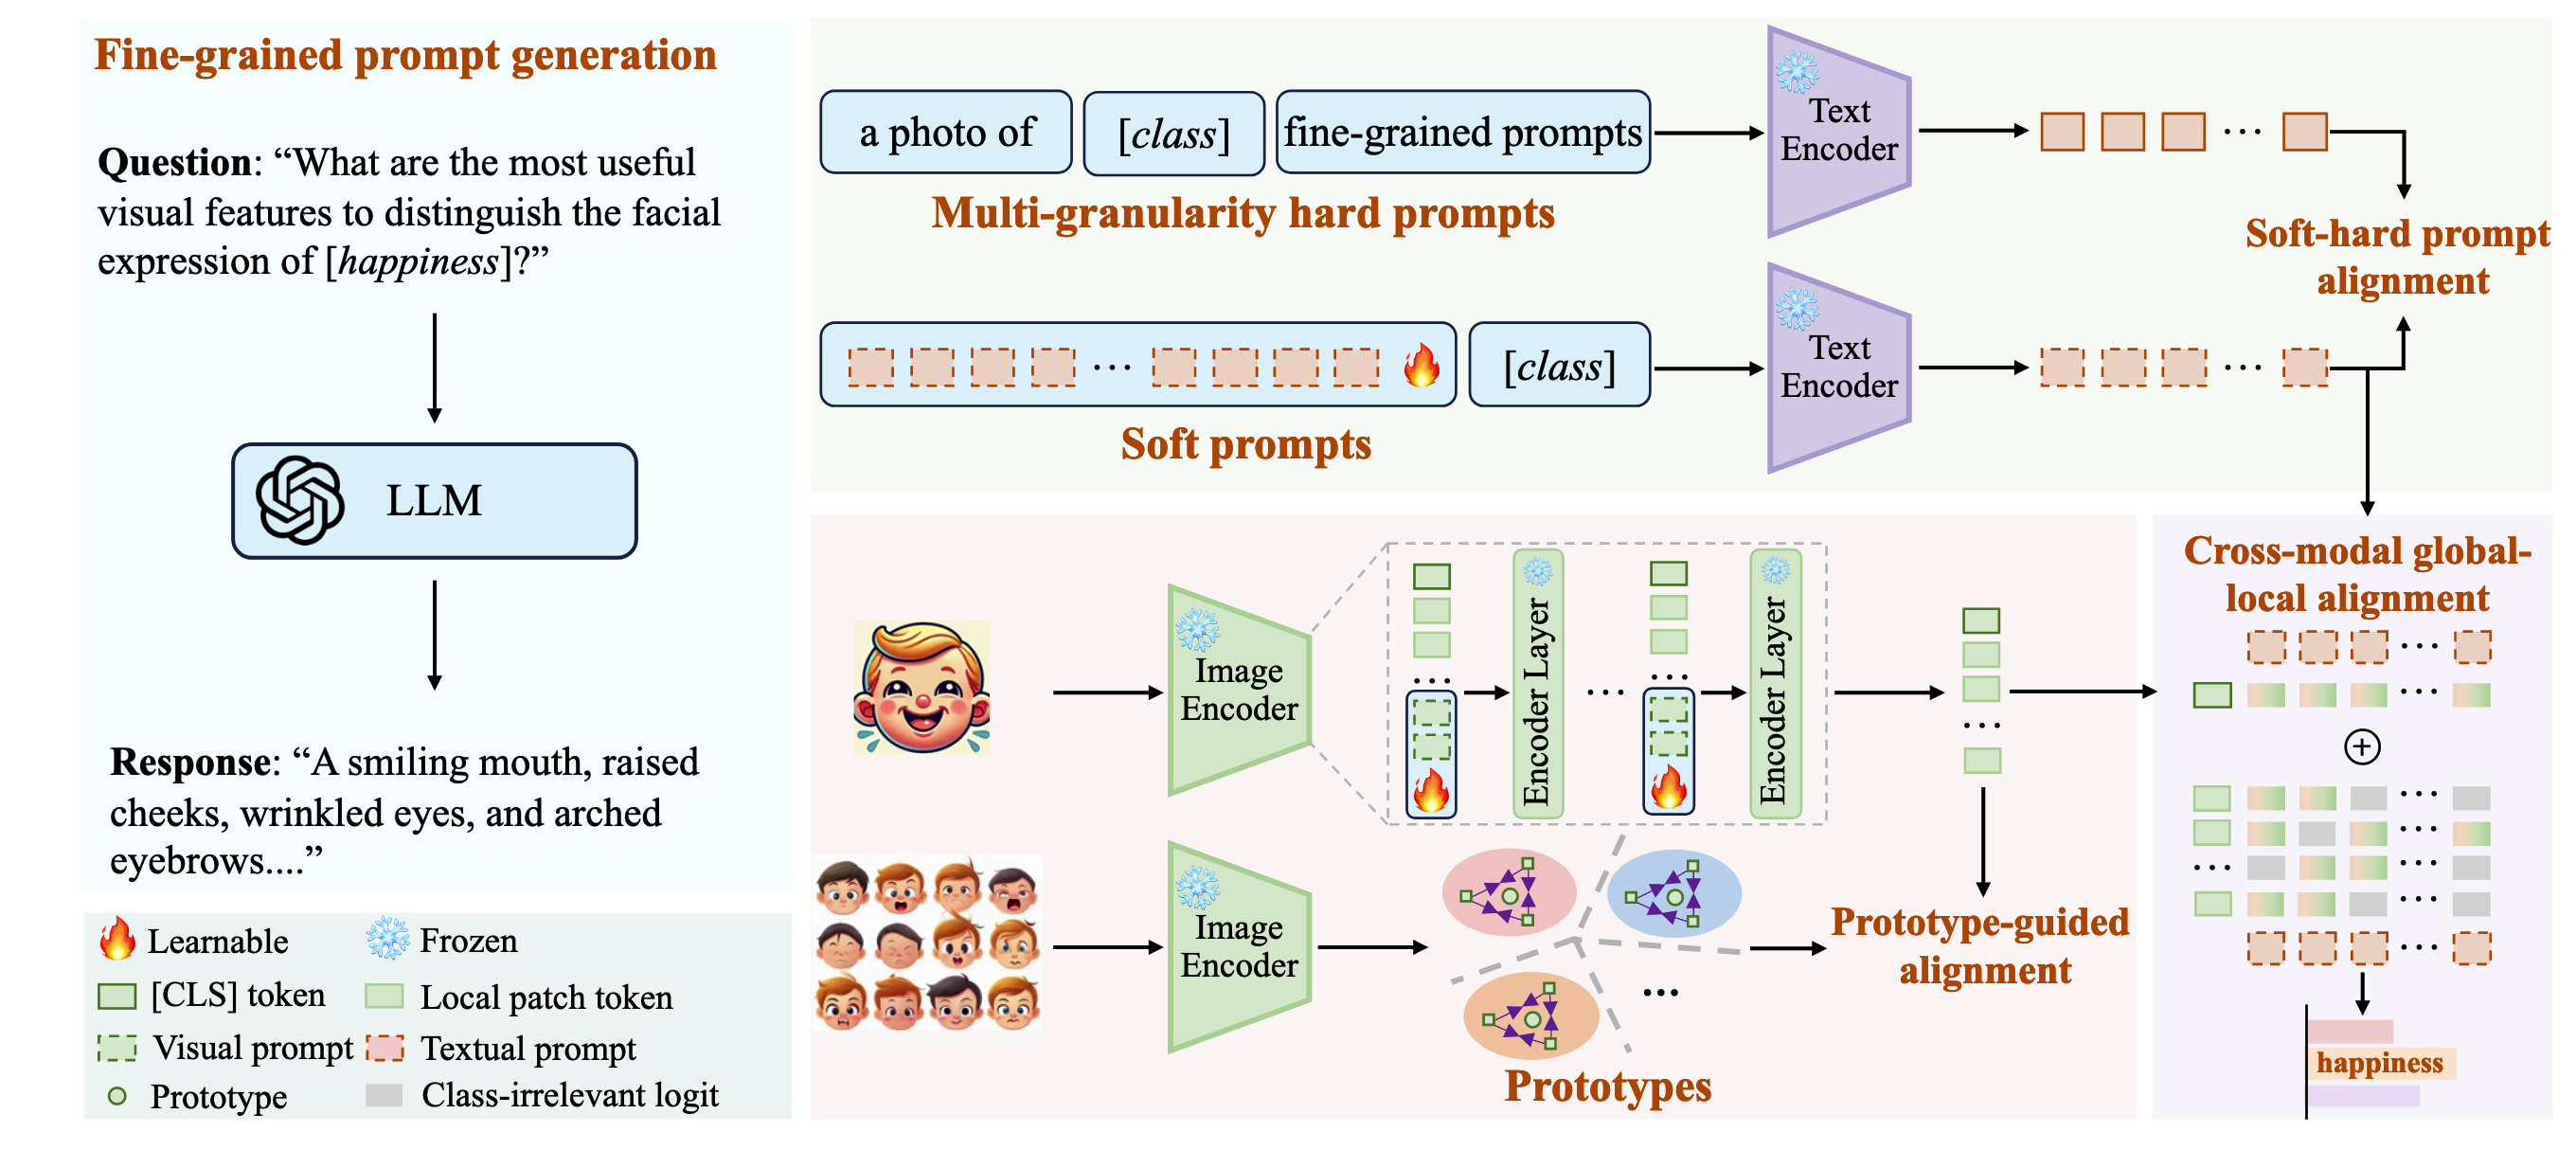 Fine-grained prompt generation
Question: “What are the most useful
visual features to distinguish the facial
expression of [happiness]?”
LLM
Response: “A smiling mouth, raised
cheeks, wrinkled eyes, and arched
eyebrows....”
Learnable
Frozen
[CLS] token
Local patch token
Visual prompt
Textual prompt
Prototype
Class-irrelevant logit
a photo of
[class]
fine-grained prompts
Multi-granularity hard prompts
Text
Encoder
...
Soft-hard prompt
alignment
...
[class]
Soft prompts
Text
Encoder
...
Image
Encoder
...
Encoder Layer
...
...
Encoder Layer
...
Image
Encoder
...
Prototypes
Prototype-guided
alignment
Cross-modal global-
local alignment
...
...
+
...
...
...
...
...
...
happiness